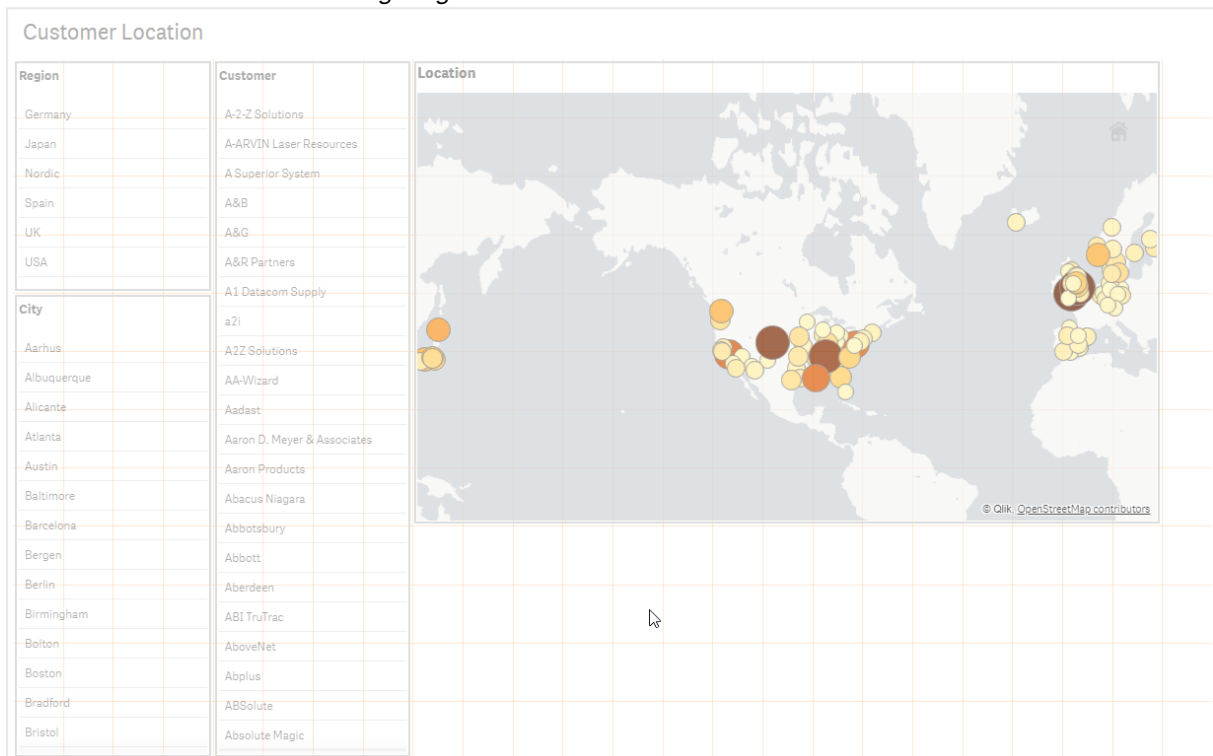 Customer Location
Region
Germany
Japan
Nordic
Spain
UK
USA
City
Aarhus
Albuquerque
Alicante
Atlanta
Austin
Baltimore
Barcelona
Bergen
Berlin
Birmingham
Bolton
Boston
Bradford
Bristol
Customer
A-2-Z Solutions
A-ARVIN Laser Resources
A Superior System
A&B
A&G
A&R Partners
A1 Datacom Supply
a2i
A2Z Solutions
AA-Wizard
Aadast
Aaron D. Meyer & Associates
Aaron Products
Abacus Niagara
Abbotsbury
Abbott
Aberdeen
ABI TruTrac
AboveNet
Abplus
ABSolute
Absolute Magic
Location
© Qlik, OpenStreetMap contributors